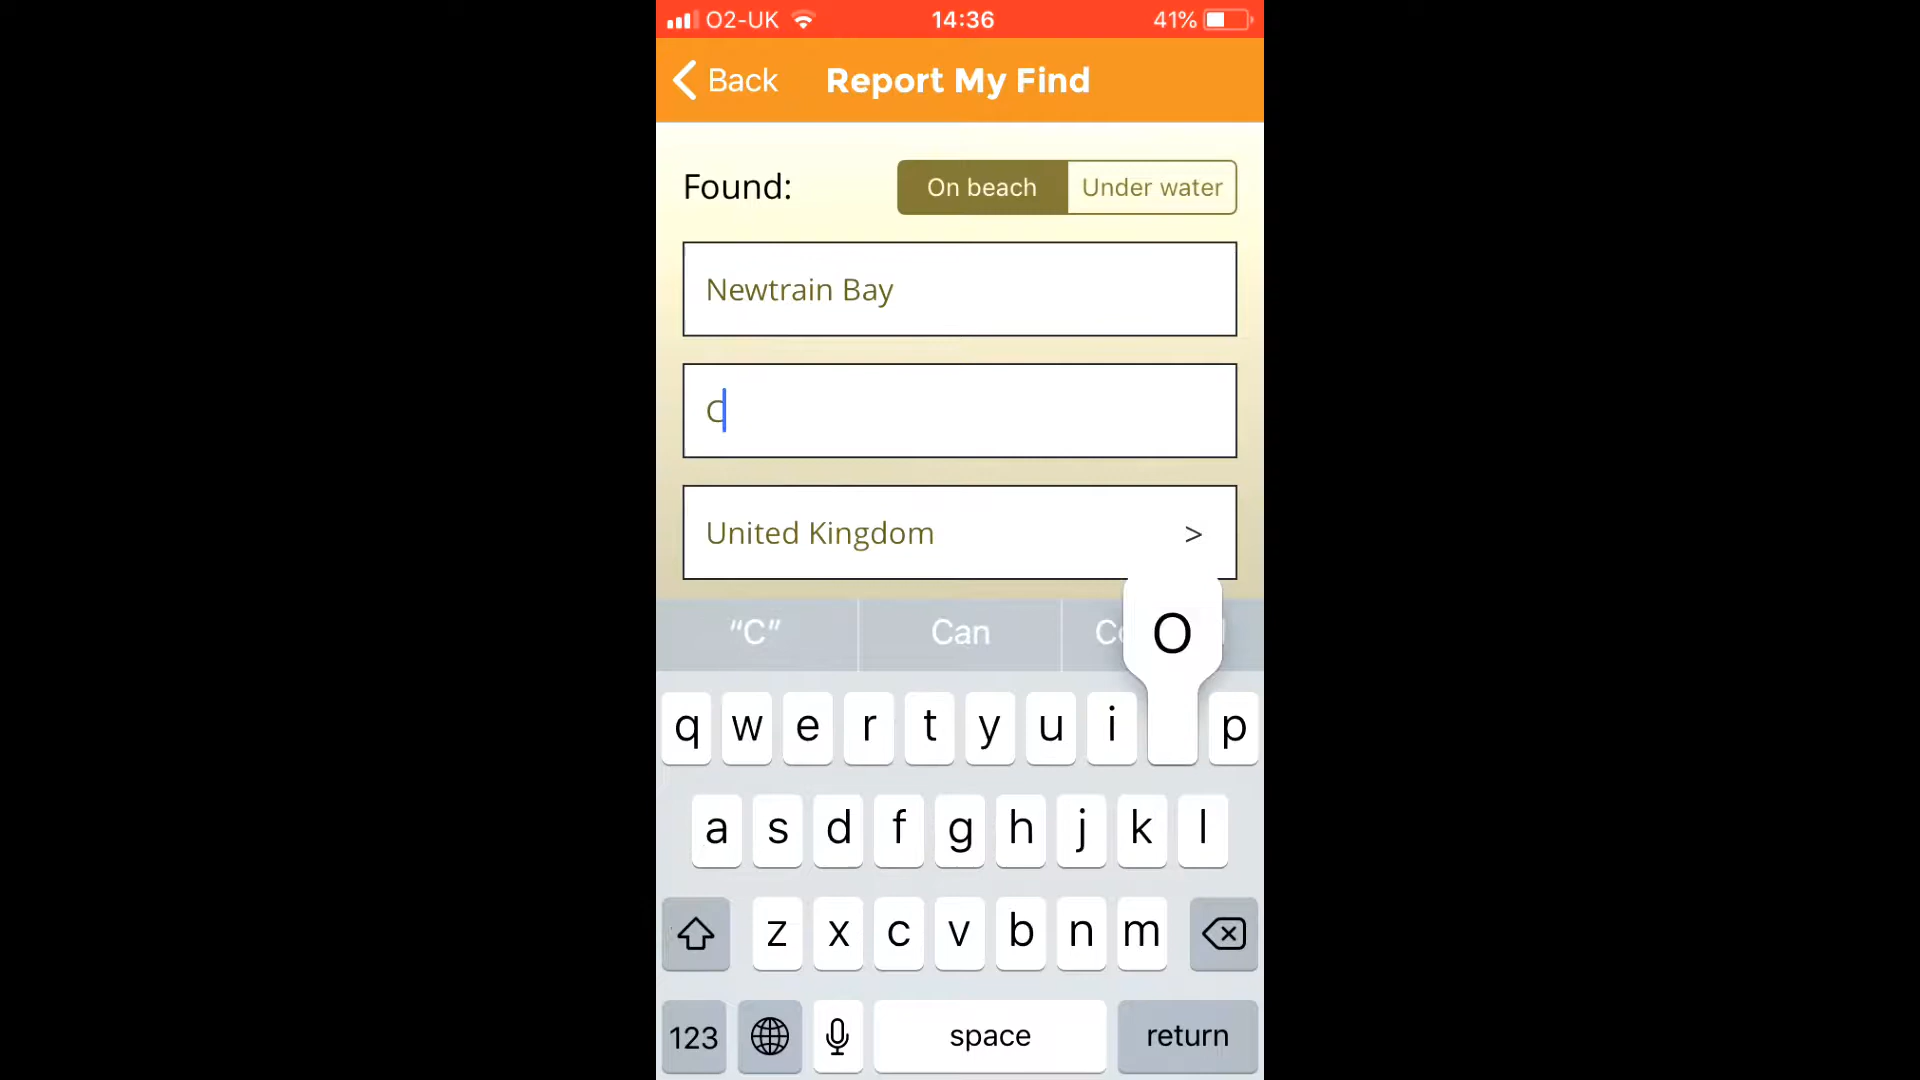 O2-UK 14:36 41%
Back Report My Find
Found: On beach Under water
Newtrain Bay
C
United Kingdom >
“C” Can
O
q w e r t y u i p
a s d f g h j k l
z x c v b n m
123 space return